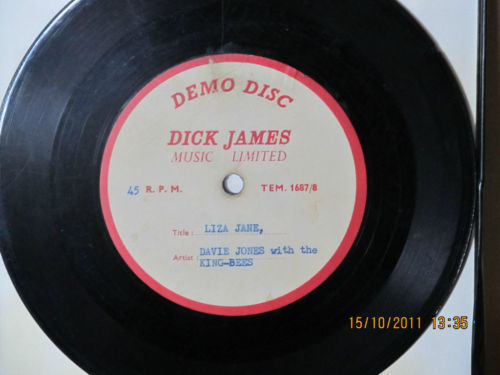 DEMO DISC
DICK JAMES
MUSIC LIMITED
45 R.P.M. TEM. 1687/8
Title: LIZA JANE,
Artist DAVIE JONES with the
KING-BEES
15/10/2011 13:35